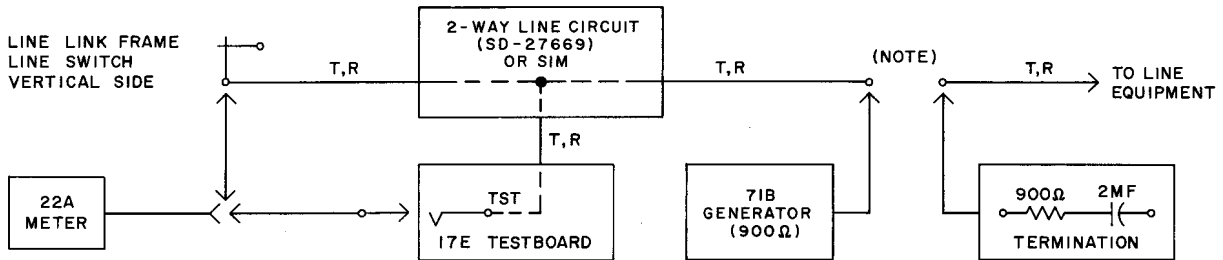 LINE LINK FRAME
LINE SWITCH
VERTICAL SIDE
T,R
2-WAY LINE CIRCUIT
(SD-27669)
OR SIM
T,R
(NOTE)
T,R
TO LINE
EQUIPMENT
T,R
22A
METER
TST
17E TESTBOARD
71B
GENERATOR
(900Ω)
900Ω 2MF
TERMINATION